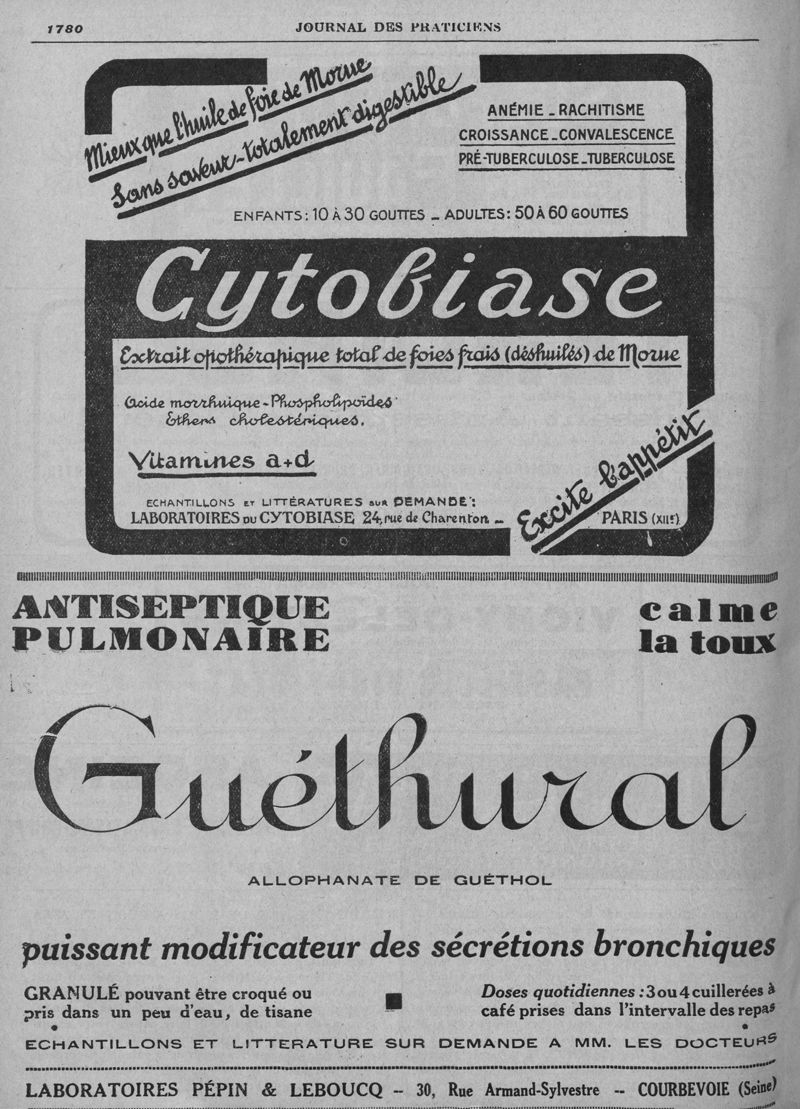 1780
JOURNAL DES PRATICIENS
Mieux que l'huile de foie de Morue
Sans saveur - totalement digestible
ANÉMIE - RACHITISME
CROISSANCE - CONVALESCENCE
PRÉ-TUBERCULOSE - TUBERCULOSE
ENFANTS : 10 À 30 GOUTTES - ADULTES : 50 À 60 GOUTTES
Cytobiase
Extrait opothérapique total de foies frais (déshuilés) de Morue
Acide morrhuique - Phospholipoïdes
Ethers cholestériques.
Vitamines a+d
Excite l'appétit
ECHANTILLONS ET LITTÉRATURES SUR DEMANDE :
LABORATOIRES DU CYTOBIASE 24, rue de Charenton - PARIS (XIIe)
ANTISEPTIQUE
PULMONAIRE
calme
la toux
Guéthural
ALLOPHANATE DE GUÉTHOL
puissant modificateur des sécrétions bronchiques
GRANULÉ pouvant être croqué ou
pris dans un peu d'eau, de tisane
Doses quotidiennes : 3 ou 4 cuillerées à
café prises dans l'intervalle des repas
ECHANTILLONS ET LITTERATURE SUR DEMANDE A MM. LES DOCTEURS
LABORATOIRES PÉPIN & LEBOUCQ -- 30, Rue Armand-Sylvestre -- COURBEVOIE (Seine)